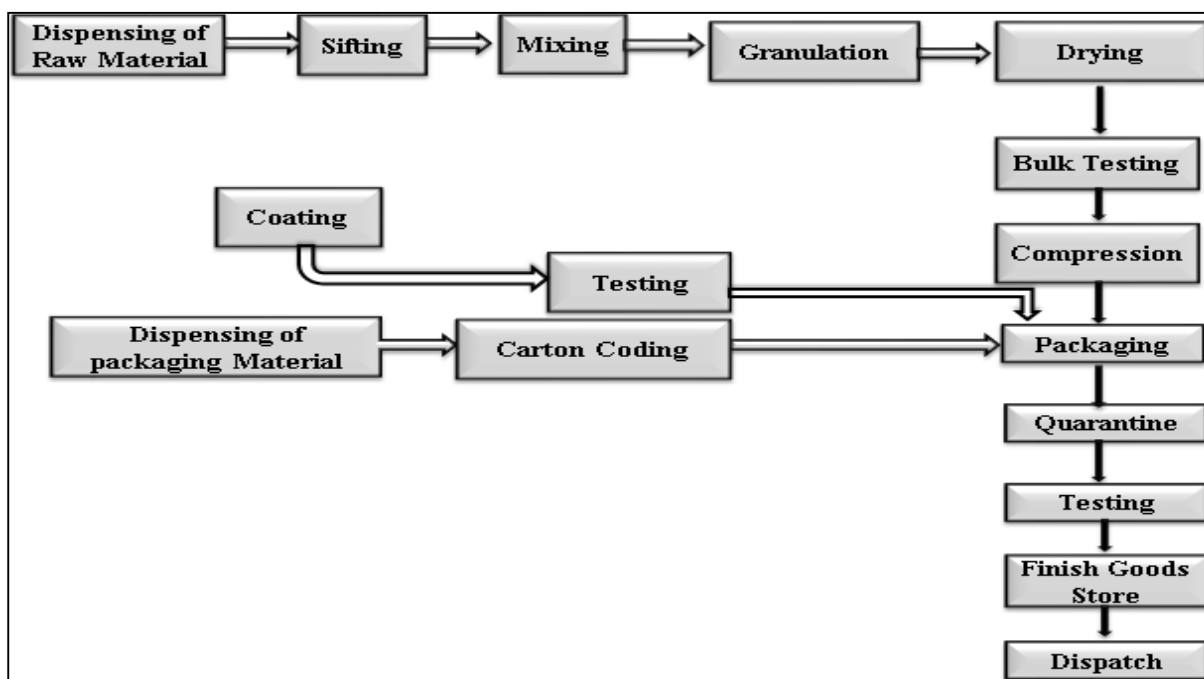 Dispensing of
Raw Material
Sifting
Mixing
Granulation
Drying
Bulk Testing
Coating
Compression
Testing
Dispensing of
packaging Material
Carton Coding
Packaging
Quarantine
Testing
Finish Goods
Store
Dispatch